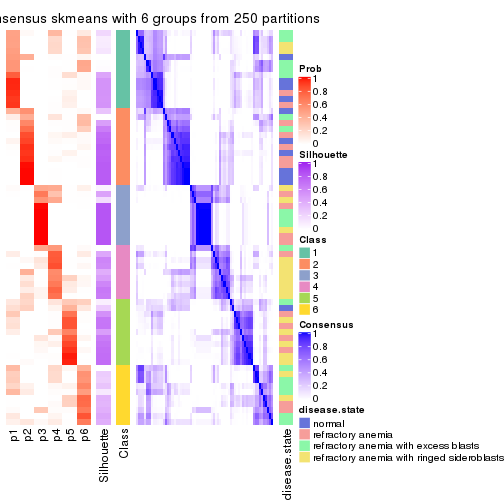 nsensus skmeans with 6 groups from 250 partitions
Prob
1
0.8
0.6
0.4
0.2
0
Silhouette
1
0.8
0.6
0.4
0.2
0
Class
1
2
3
4
5
6
Consensus
1
0.8
0.6
0.4
0.2
0
disease.state
normal
refractory anemia
refractory anemia with excess blasts
refractory anemia with ringed sideroblasts
p1
p2
p3
p4
p5
p6
Silhouette
Class
disease.state